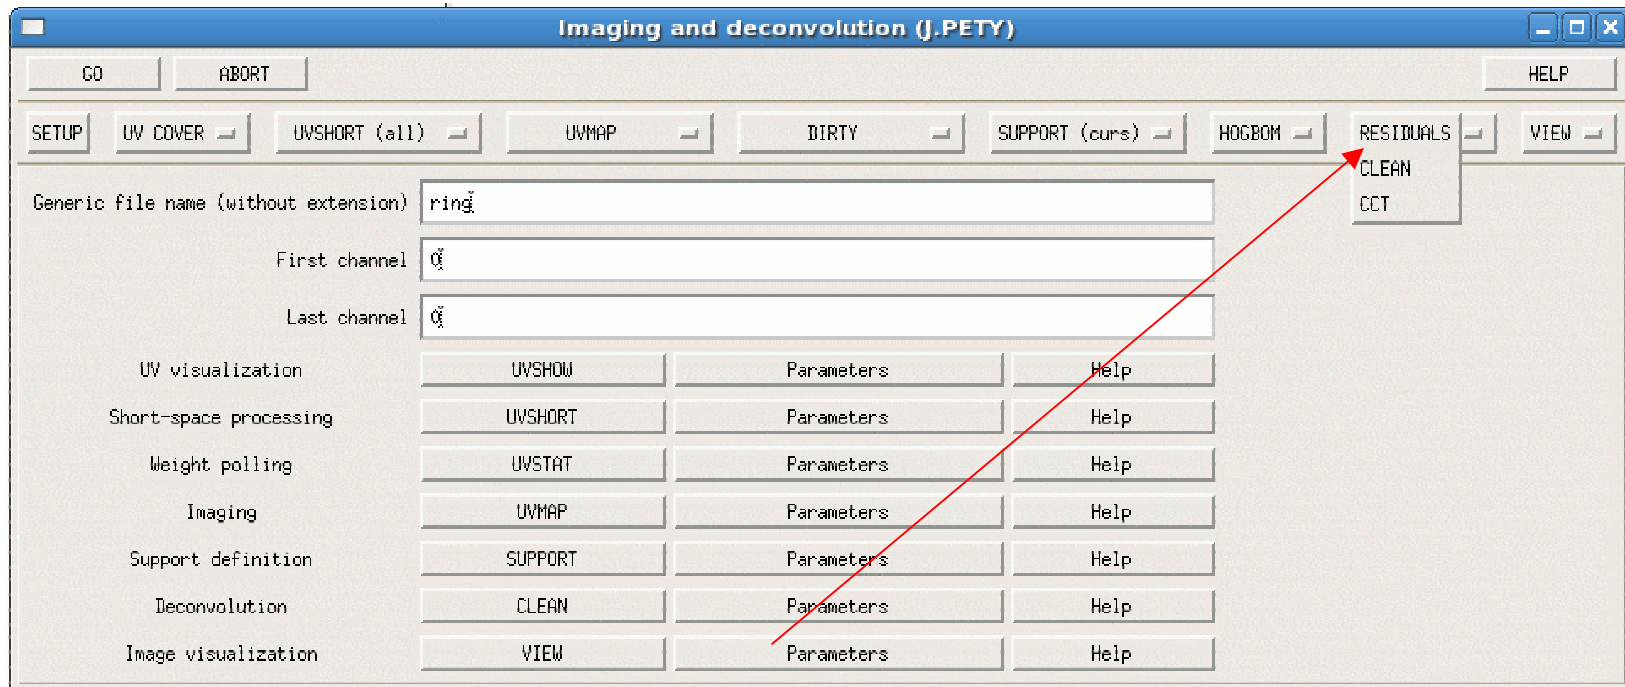 Imaging and deconvolution (J.PETY)
GO ABORT HELP
SETUP UV COVER UVSHORT (all) UVMAP DIRTY SUPPORT (curs) HOGBOM RESIDUALS VIEW
CLEAN
CCT
Generic file name (without extension) ring
First channel 0
Last channel 0
UV visualization UVSHOW Parameters Help
Short-space processing UVSHORT Parameters Help
Weight polling UVSTAT Parameters Help
Imaging UVMAP Parameters Help
Support definition SUPPORT Parameters Help
Deconvolution CLEAN Parameters Help
Image visualization VIEW Parameters Help